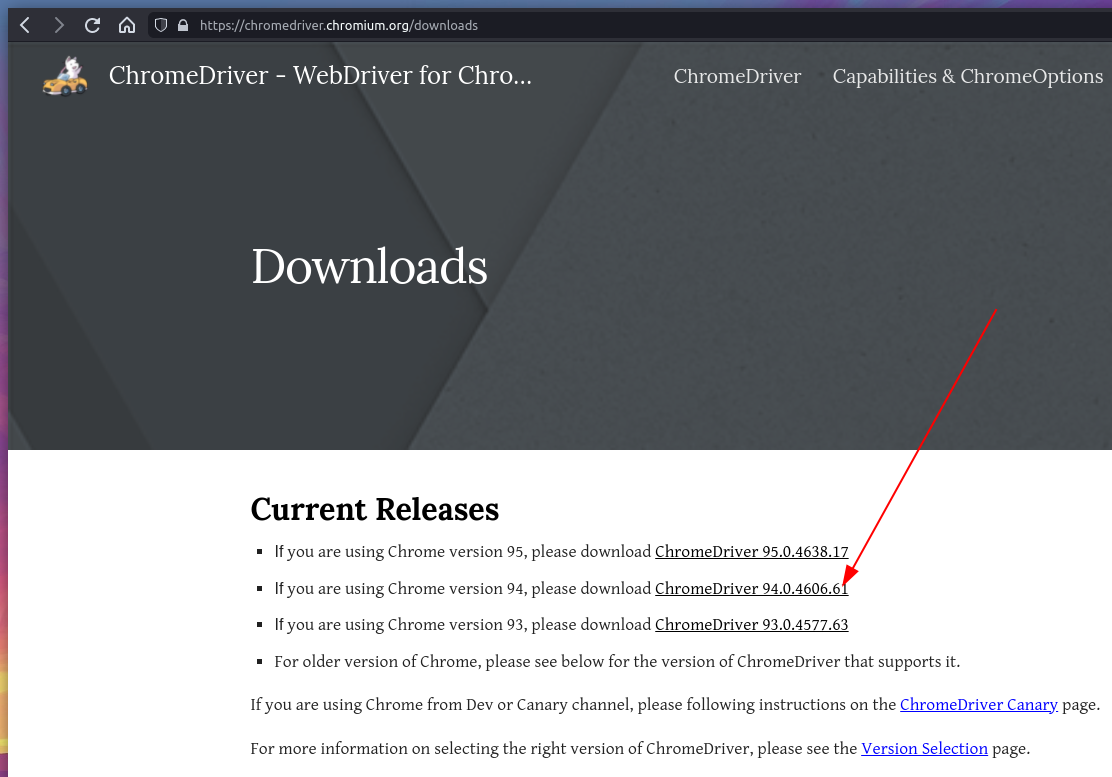 https://chromedriver.chromium.org/downloads
ChromeDriver - WebDriver for Chro...
ChromeDriver
Capabilities & ChromeOptions
Downloads
Current Releases
▪ If you are using Chrome version 95, please download ChromeDriver 95.0.4638.17
▪ If you are using Chrome version 94, please download ChromeDriver 94.0.4606.61
▪ If you are using Chrome version 93, please download ChromeDriver 93.0.4577.63
▪ For older version of Chrome, please see below for the version of ChromeDriver that supports it.
If you are using Chrome from Dev or Canary channel, please following instructions on the ChromeDriver Canary page.
For more information on selecting the right version of ChromeDriver, please see the Version Selection page.